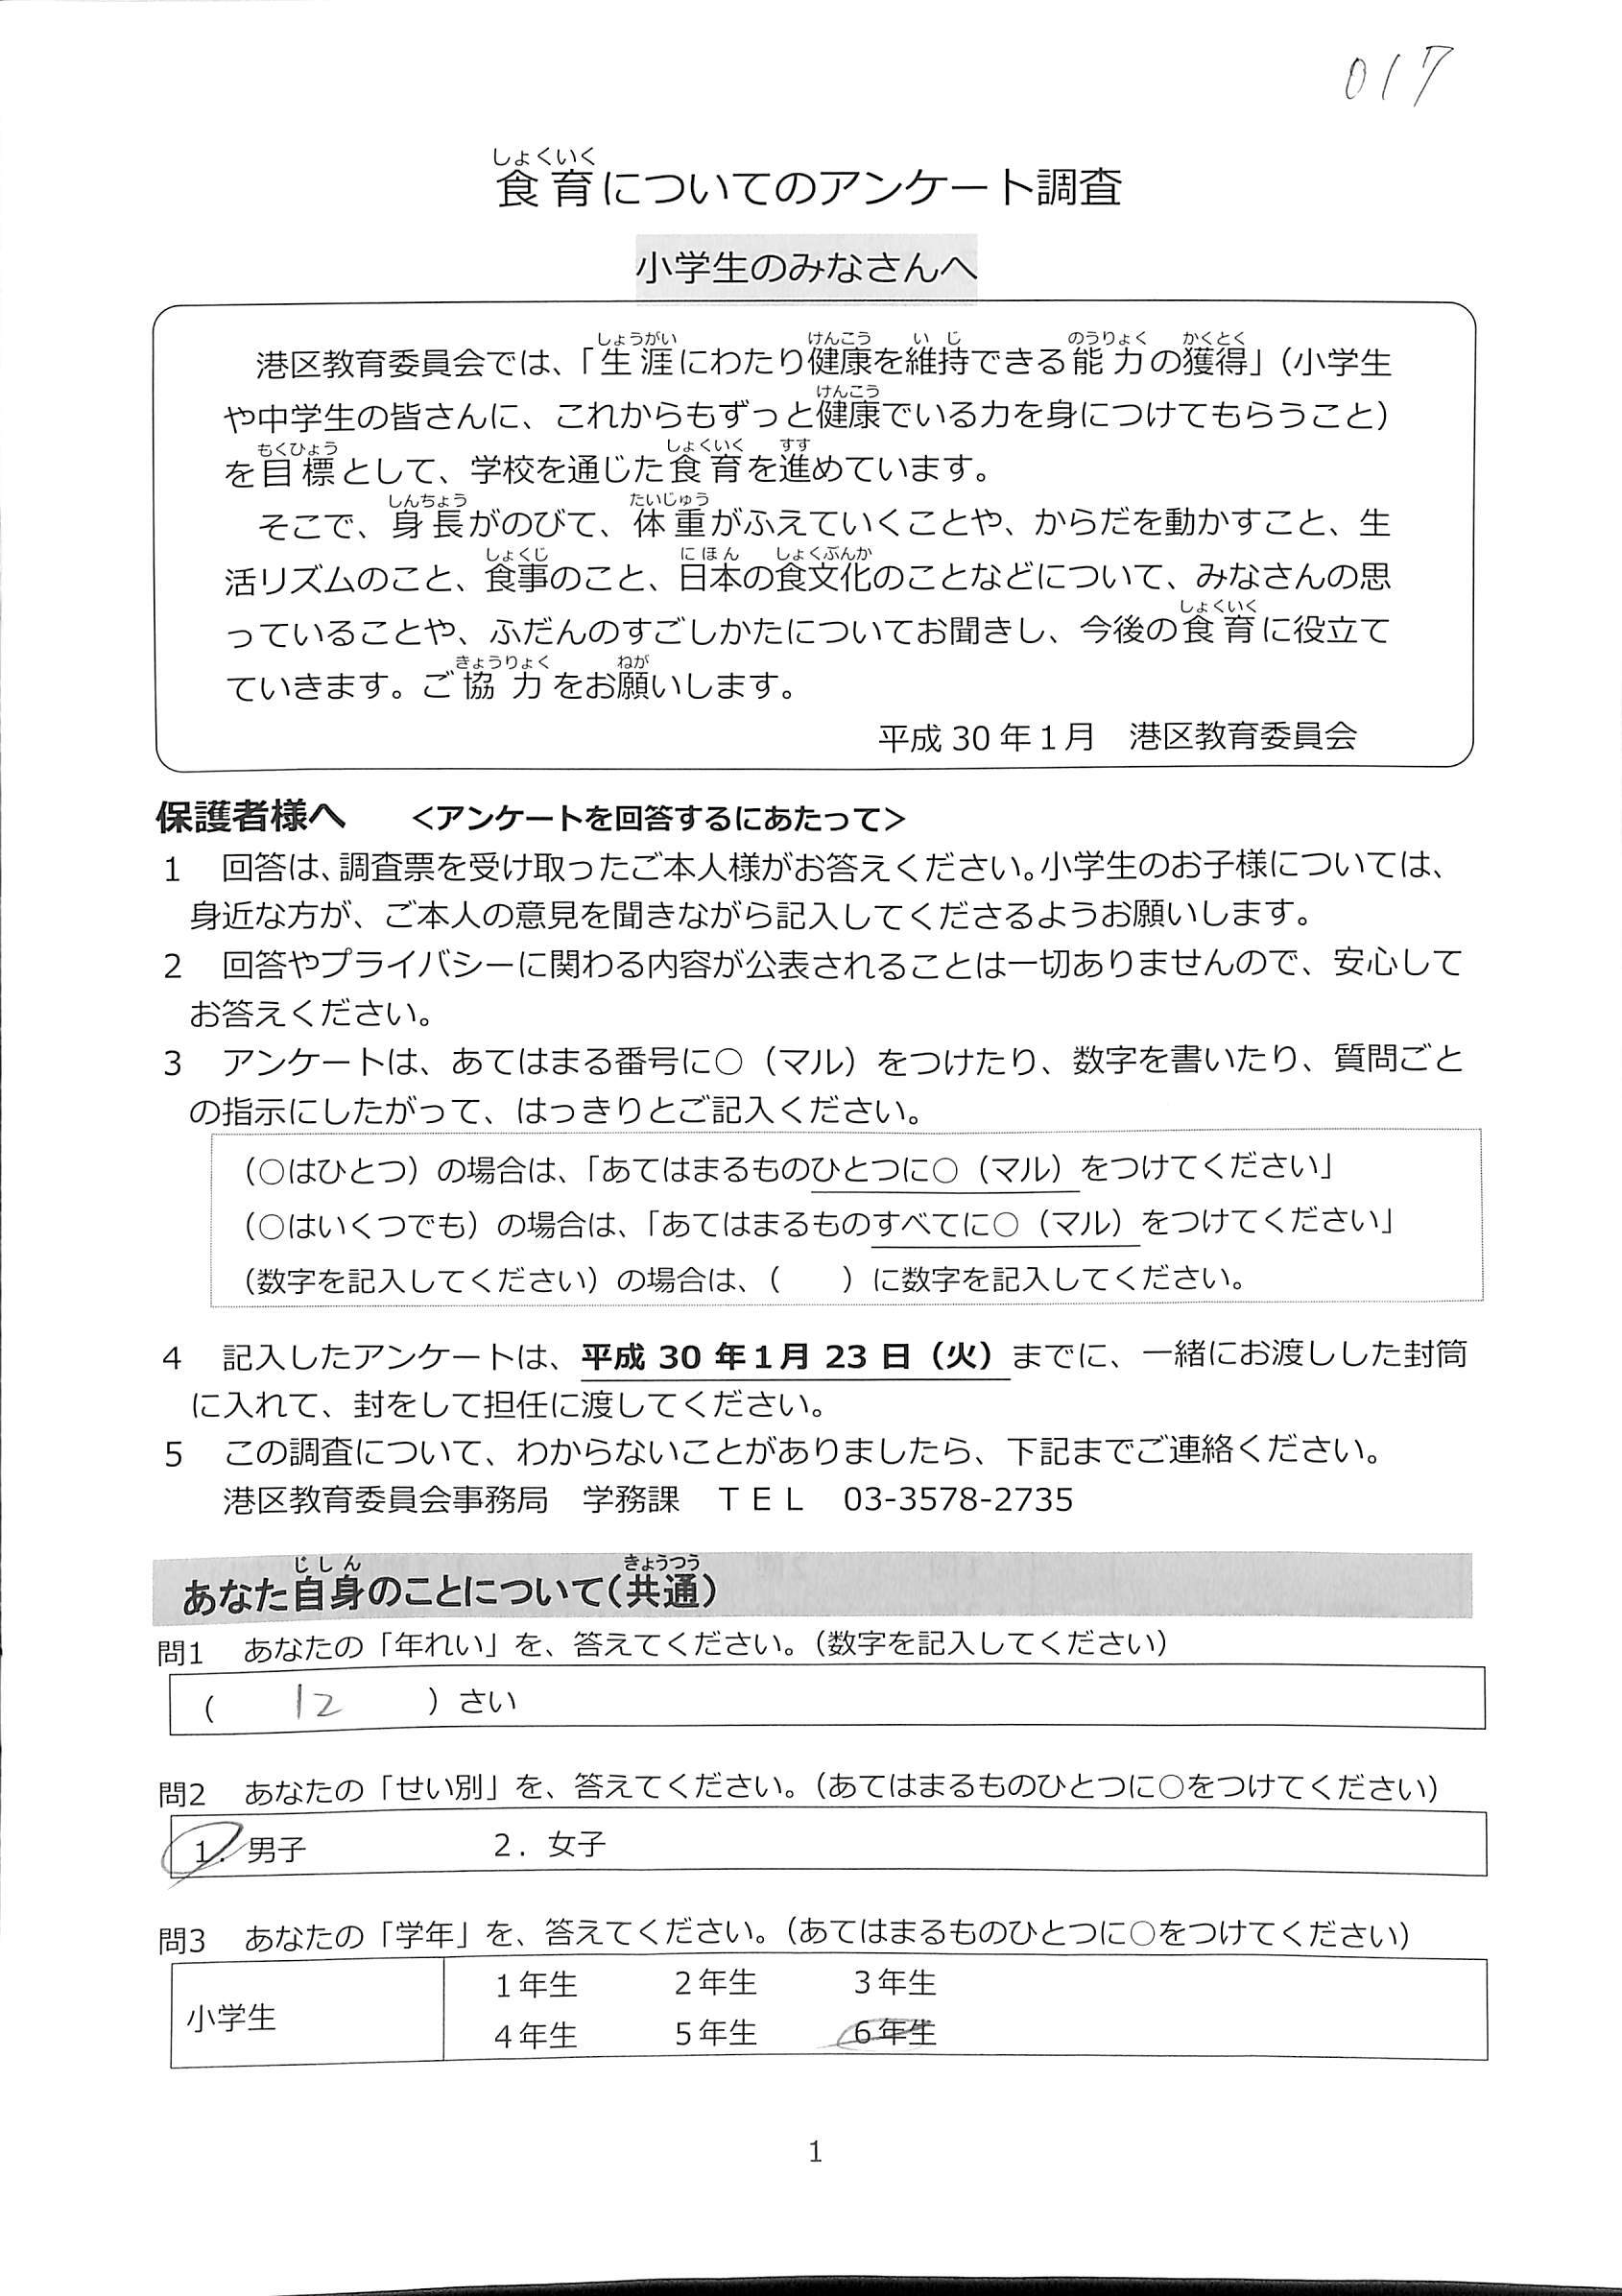 017
しょくいく
食育についてのアンケート調査
小学生のみなさんへ
しょうがい けんこう いじ のうりょく かくとく
港区教育委員会では、「生涯にわたり健康を維持できる能力の獲得」（小学生
けんこう
や中学生の皆さんに、これからもずっと健康でいる力を身につけてもらうこと）
もくひょう しょくいく すす
を目標として、学校を通じた食育を進めています。
しんちょう たいじゅう
そこで、身長がのびて、体重がふえていくことや、からだを動かすこと、生
しょくじ にほん しょくぶんか
活リズムのこと、食事のこと、日本の食文化のことなどについて、みなさんの思
しょくいく
っていることや、ふだんのすごしかたについてお聞きし、今後の食育に役立て
きょうりょく ねが
ていきます。ご協力をお願いします。
平成 30 年１月　港区教育委員会
保護者様へ　＜アンケートを回答するにあたって＞
１　回答は、調査票を受け取ったご本人様がお答えください。小学生のお子様については、
身近な方が、ご本人の意見を聞きながら記入してくださるようお願いします。
２　回答やプライバシーに関わる内容が公表されることは一切ありませんので、安心して
お答えください。
３　アンケートは、あてはまる番号に○（マル）をつけたり、数字を書いたり、質問ごと
の指示にしたがって、はっきりとご記入ください。
（○はひとつ）の場合は、「あてはまるものひとつに○（マル）をつけてください」
（○はいくつでも）の場合は、「あてはまるものすべてに○（マル）をつけてください」
（数字を記入してください）の場合は、（　　）に数字を記入してください。
４　記入したアンケートは、平成 30 年１月 23 日（火）までに、一緒にお渡しした封筒
に入れて、封をして担任に渡してください。
５　この調査について、わからないことがありましたら、下記までご連絡ください。
港区教育委員会事務局　学務課　ＴＥＬ　03-3578-2735
じしん きょうつう
あなた自身のことについて（共通）
問1　あなたの「年れい」を、答えてください。（数字を記入してください）
（　12　）さい
問2　あなたの「せい別」を、答えてください。（あてはまるものひとつに○をつけてください）
１．男子　２．女子
問3　あなたの「学年」を、答えてください。（あてはまるものひとつに○をつけてください）
小学生
１年生　２年生　３年生
４年生　５年生　６年生
1